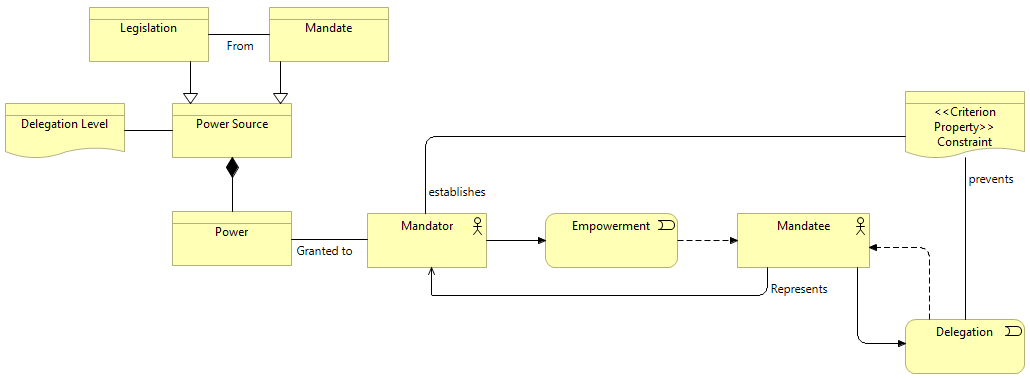 Legislation
Mandate
From
Delegation Level
Power Source
<<Criterion
Property>>
Constraint
establishes
prevents
Power
Granted to
Mandator
Empowerment
Mandatee
Represents
Delegation